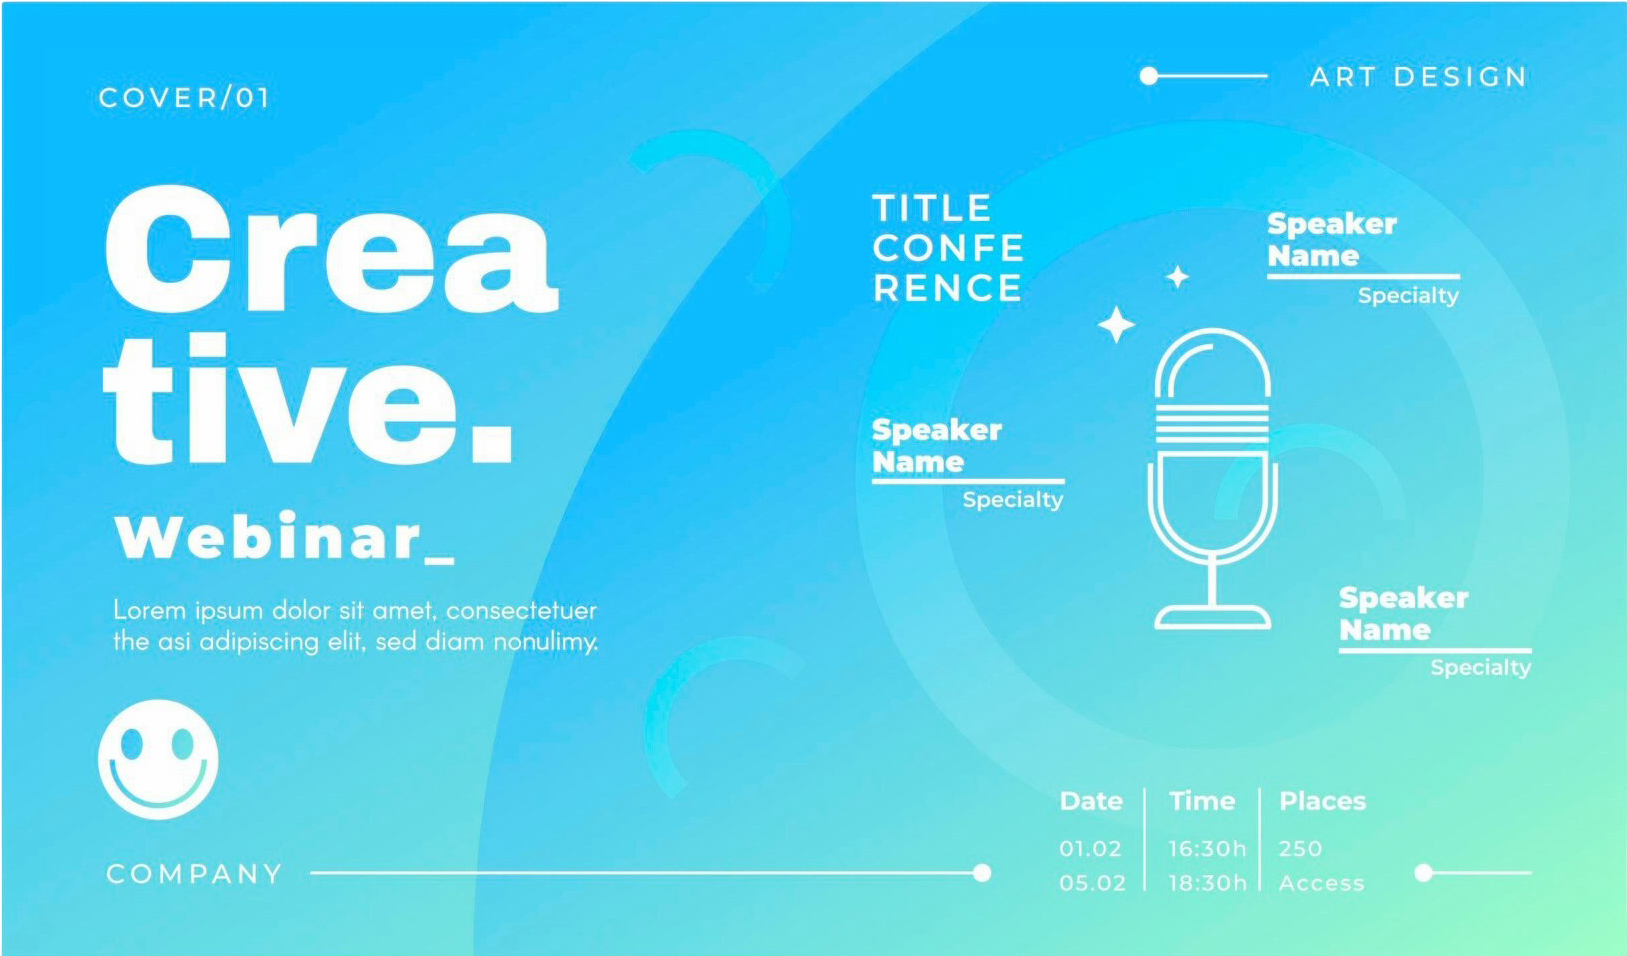 COVER/01
ART DESIGN
Crea
tive.
Webinar_
Lorem ipsum dolor sit amet, consectetuer
the asi adipiscing elit, sed diam nonulimy.
COMPANY
TITLE
CONFE
RENCE
Speaker
Name
Specialty
Speaker
Name
Specialty
Speaker
Name
Specialty
Date Time Places
01.02 16:30h 250
05.02 18:30h Access